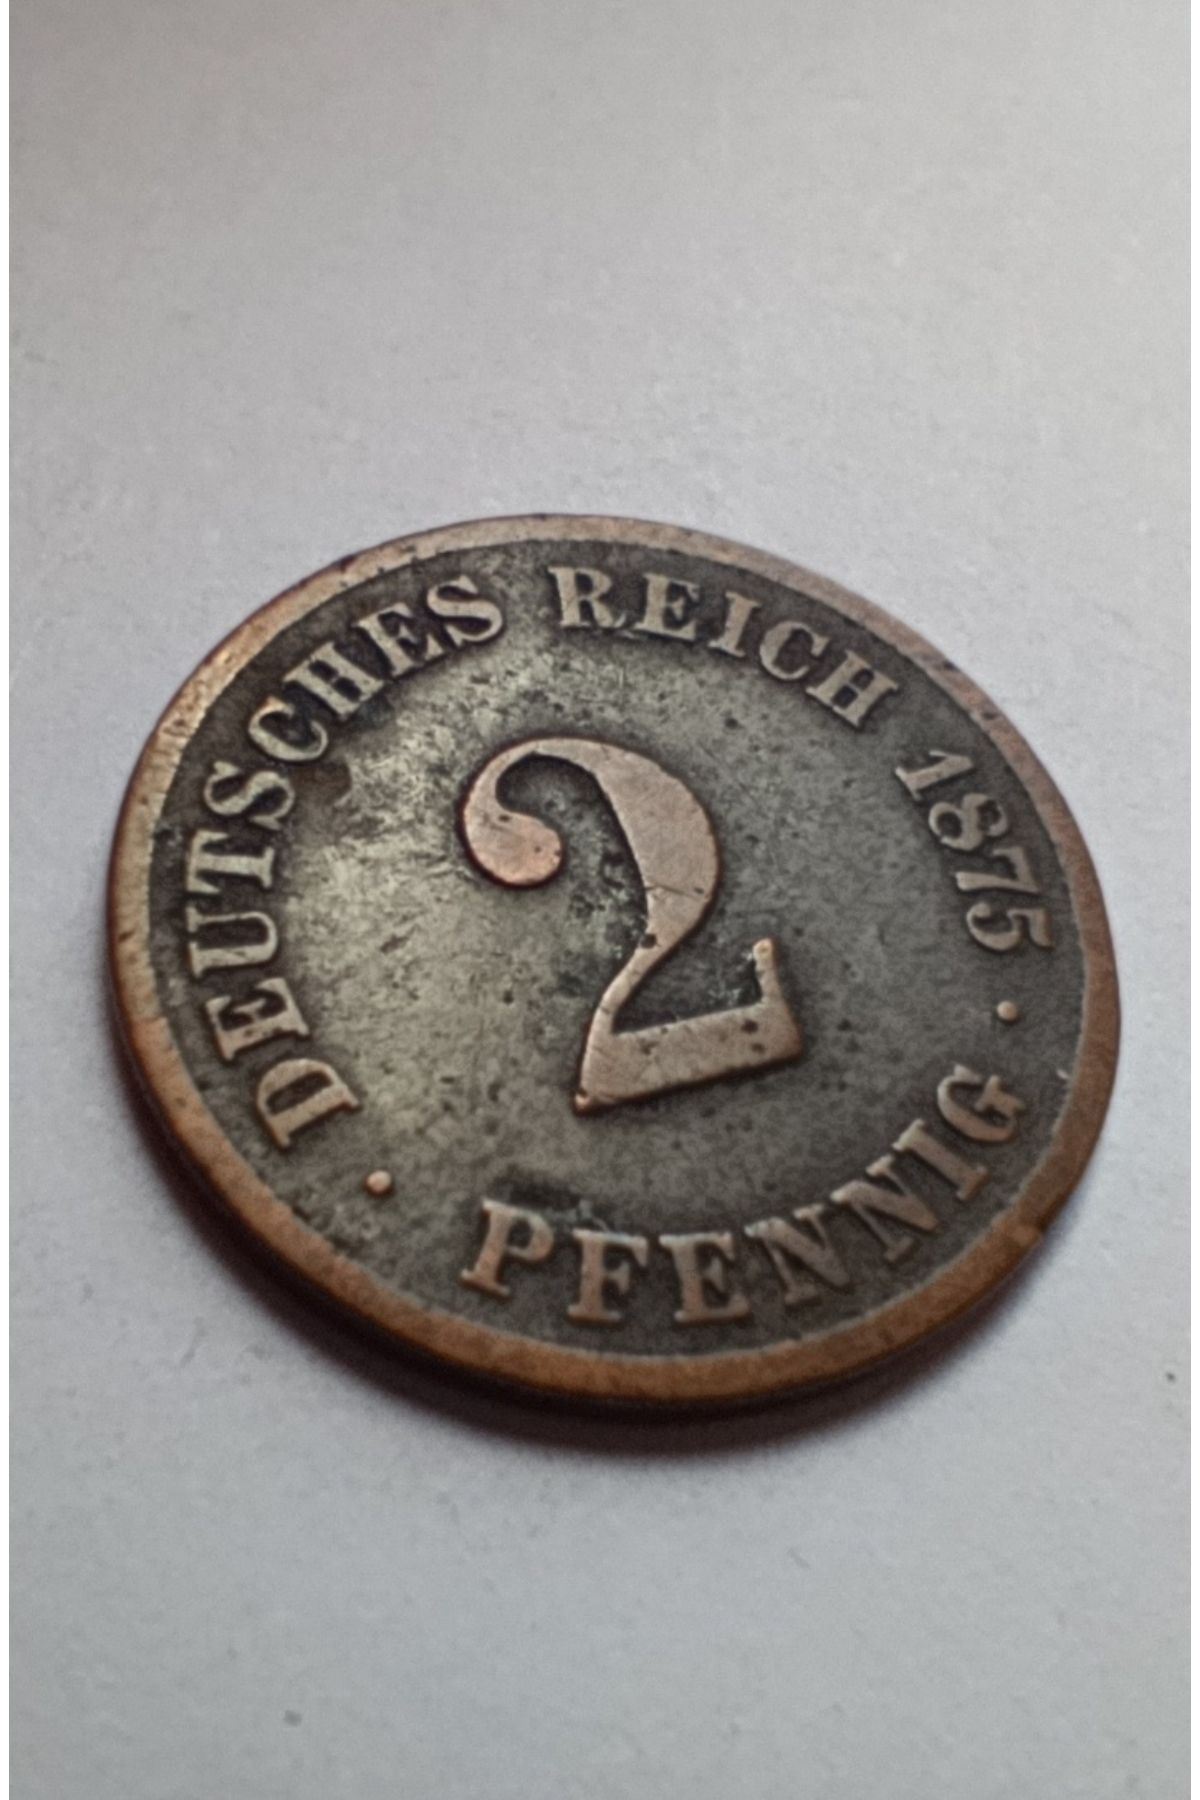 · DEUTSCHES REICH 1875 ·
2
PFENNIG